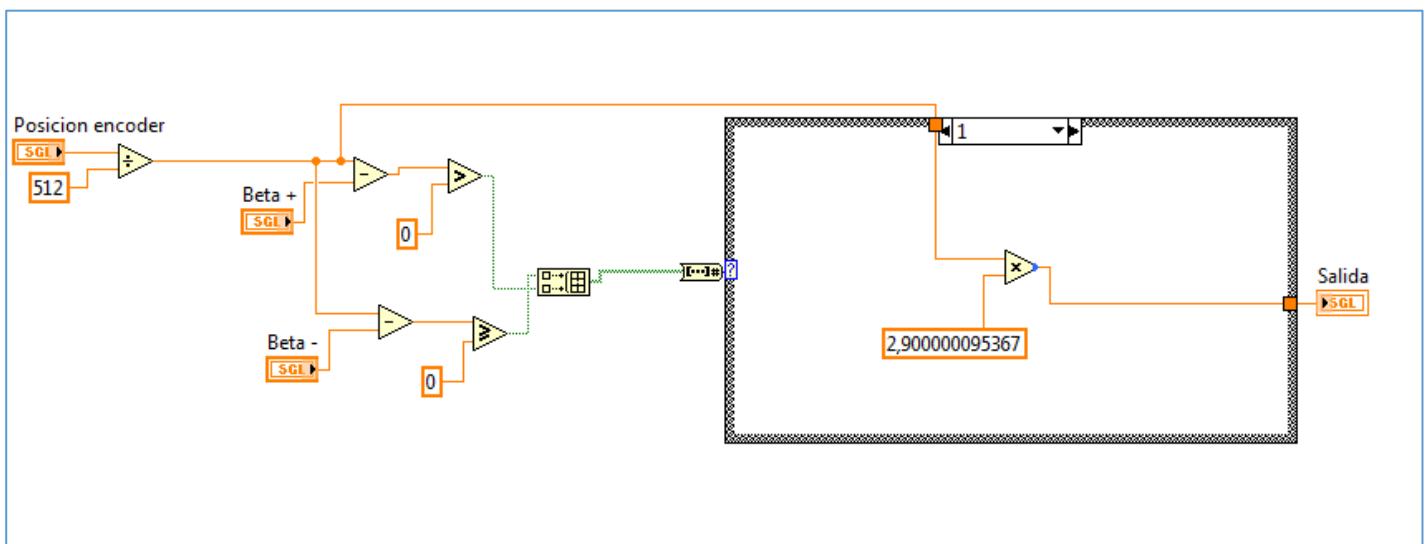 Posicion encoder
SGL
512
÷
Beta +
SGL
-
>
0
Beta -
SGL
-
≥
0
[...]#
?
1
×
2,900000095367
Salida
SGL